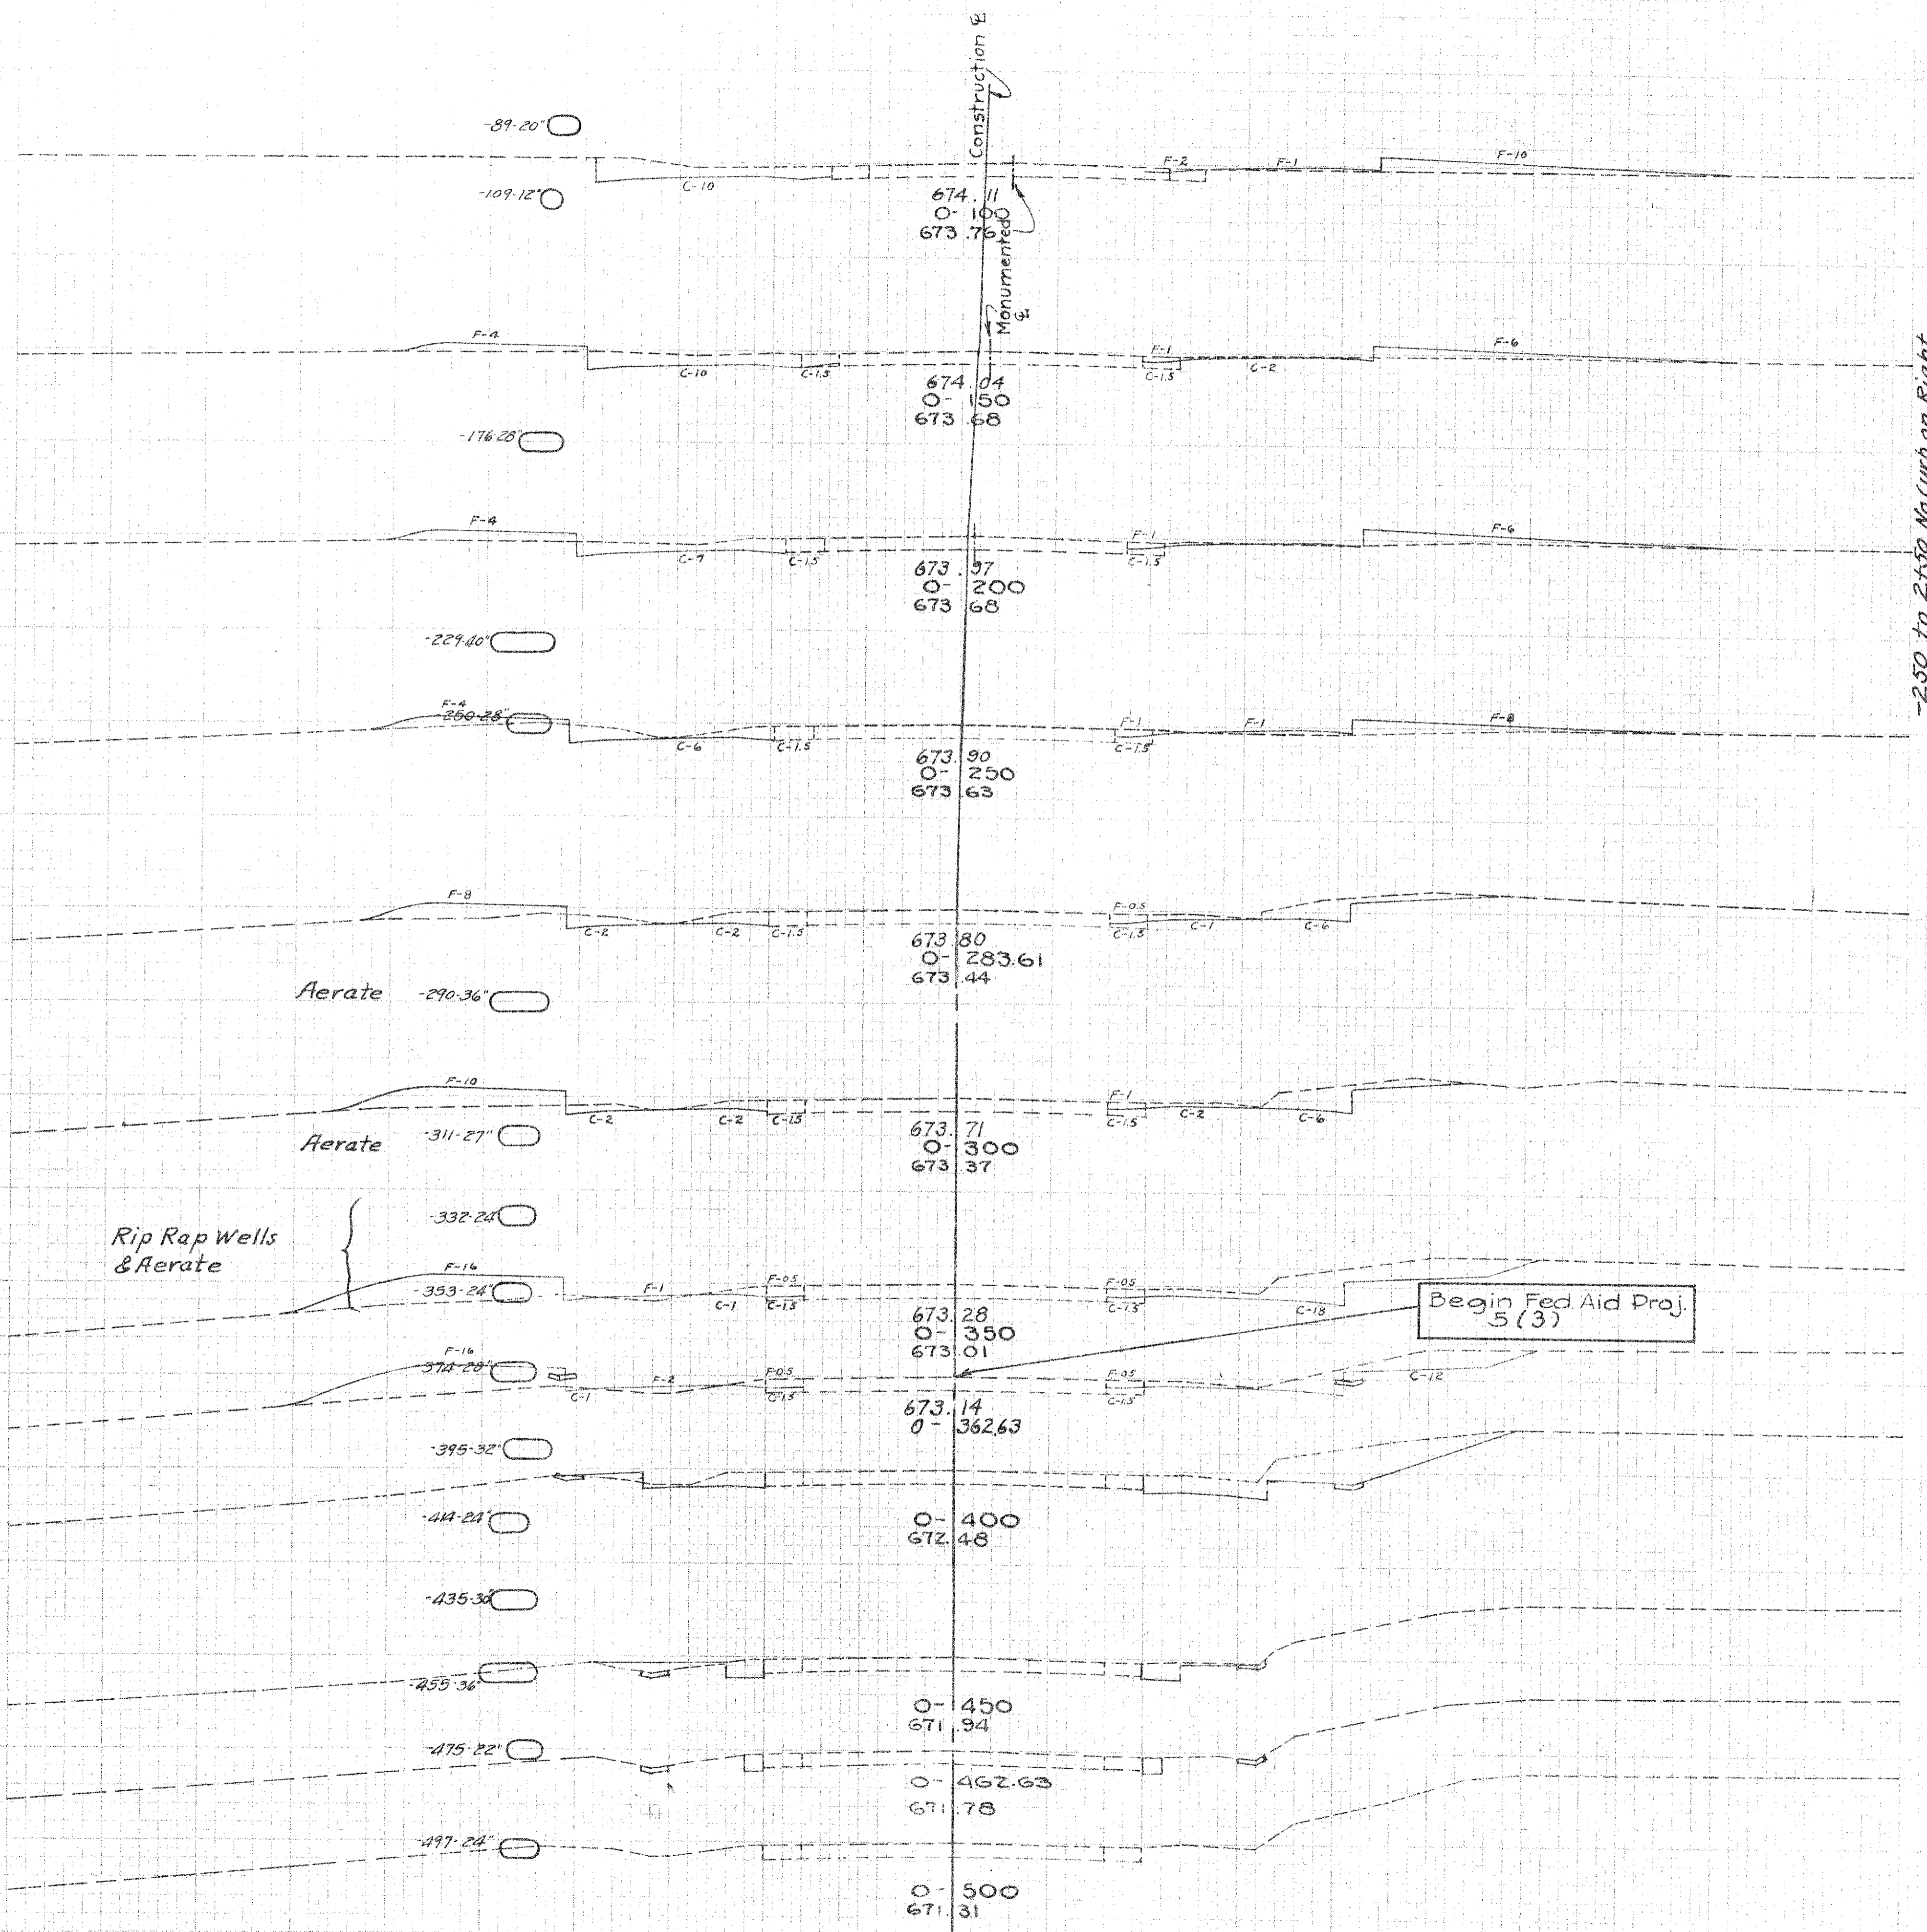 Construction ℄
-89-20"
F-2
F-1
F-10
C-10
-109-12"
674.11
0-100
673.76
Monumented ℄
F-4
F-1
F-6
C-10
C-1.5
C-1.5
C-2
674.04
0-150
673.68
-250 to 2+50 No Curb on Right
-176-28"
F-4
F-1
F-6
C-7
C-1.5
C-1.5
673.97
0-200
673.68
-229-40"
F-4
-250-28"
F-1
F-1
F-8
C-6
C-1.5
C-1.5
673.90
0-250
673.63
F-8
F-0.5
C-2
C-2
C-1.5
C-1.5
C-1
C-6
673.80
0-283.61
673.44
Aerate
-290-36"
F-10
F-1
C-2
C-2
C-1.5
C-1.5
C-2
C-6
673.71
0-300
673.37
Aerate
-311-27"
-332-24
Rip Rap Wells
& Aerate
F-16
-353-24"
F-1
F-0.5
F-0.5
C-1
C-1.5
C-1.5
C-18
673.28
0-350
673.01
Begin Fed. Aid Proj.
5(3)
F-16
-374-28"
F-2
F-0.5
F-0.5
C-12
C-1
C-1.5
C-1.5
673.14
0-362.63
-395-32"
-414-24"
0-400
672.48
-435-30"
-455-36"
0-450
671.94
-475-22"
0-462.63
671.78
-497-24"
0-500
671.31